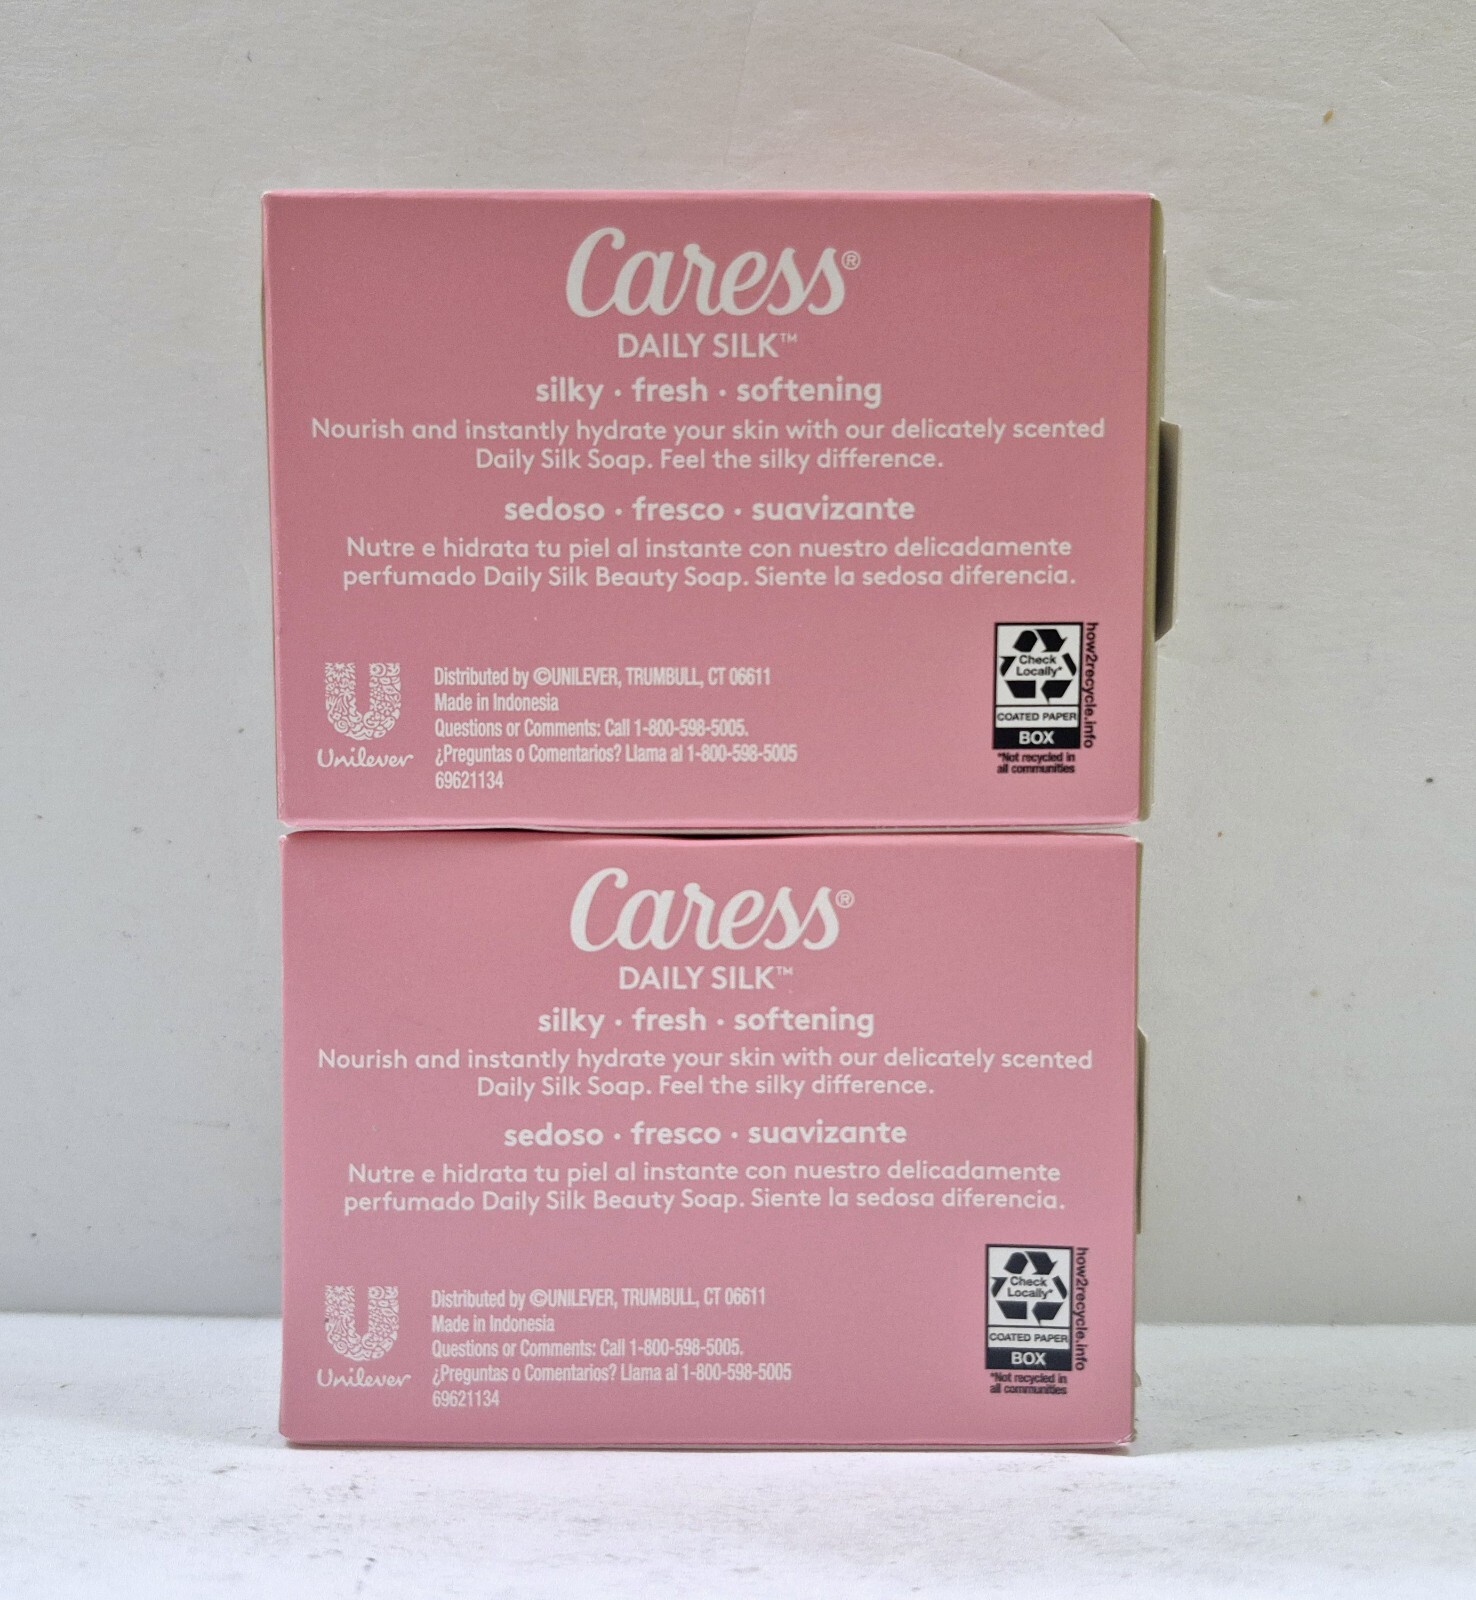 Caress®
DAILY SILK™
silky · fresh · softening
Nourish and instantly hydrate your skin with our delicately scented
Daily Silk Soap. Feel the silky difference.
sedoso · fresco · suavizante
Nutre e hidrata tu piel al instante con nuestro delicadamente
perfumado Daily Silk Beauty Soap. Siente la sedosa diferencia.
Unilever
Distributed by ©UNILEVER, TRUMBULL, CT 06611
Made in Indonesia
Questions or Comments: Call 1-800-598-5005.
¿Preguntas o Comentarios? Llama al 1-800-598-5005
69621134
Check
Locally*
COATED PAPER
BOX
*Not recycled in
all communities
how2recycle.info
Caress®
DAILY SILK™
silky · fresh · softening
Nourish and instantly hydrate your skin with our delicately scented
Daily Silk Soap. Feel the silky difference.
sedoso · fresco · suavizante
Nutre e hidrata tu piel al instante con nuestro delicadamente
perfumado Daily Silk Beauty Soap. Siente la sedosa diferencia.
Unilever
Distributed by ©UNILEVER, TRUMBULL, CT 06611
Made in Indonesia
Questions or Comments: Call 1-800-598-5005.
¿Preguntas o Comentarios? Llama al 1-800-598-5005
69621134
Check
Locally*
COATED PAPER
BOX
*Not recycled in
all communities
how2recycle.info